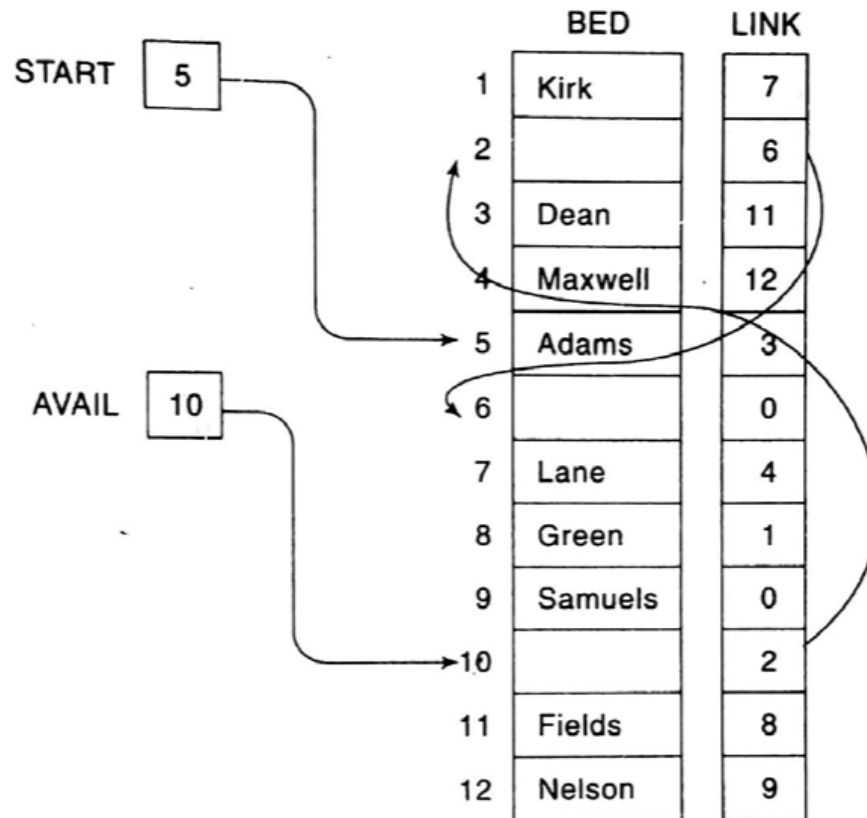 BED LINK
START 5
1 Kirk 7
2 6
3 Dean 11
4 Maxwell 12
5 Adams 3
AVAIL 10
6 0
7 Lane 4
8 Green 1
9 Samuels 0
10 2
11 Fields 8
12 Nelson 9